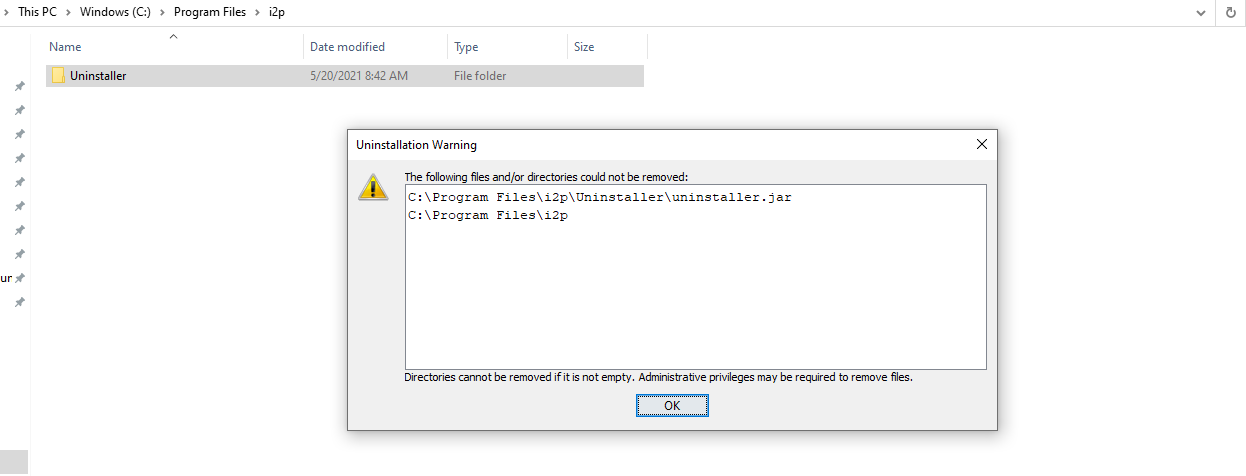 This PC > Windows (C:) > Program Files > i2p
Name Date modified Type Size
Uninstaller 5/20/2021 8:42 AM File folder
Uninstallation Warning
The following files and/or directories could not be removed:
C:\Program Files\i2p\Uninstaller\uninstaller.jar
C:\Program Files\i2p
ur
Directories cannot be removed if it is not empty. Administrative privileges may be required to remove files.
OK